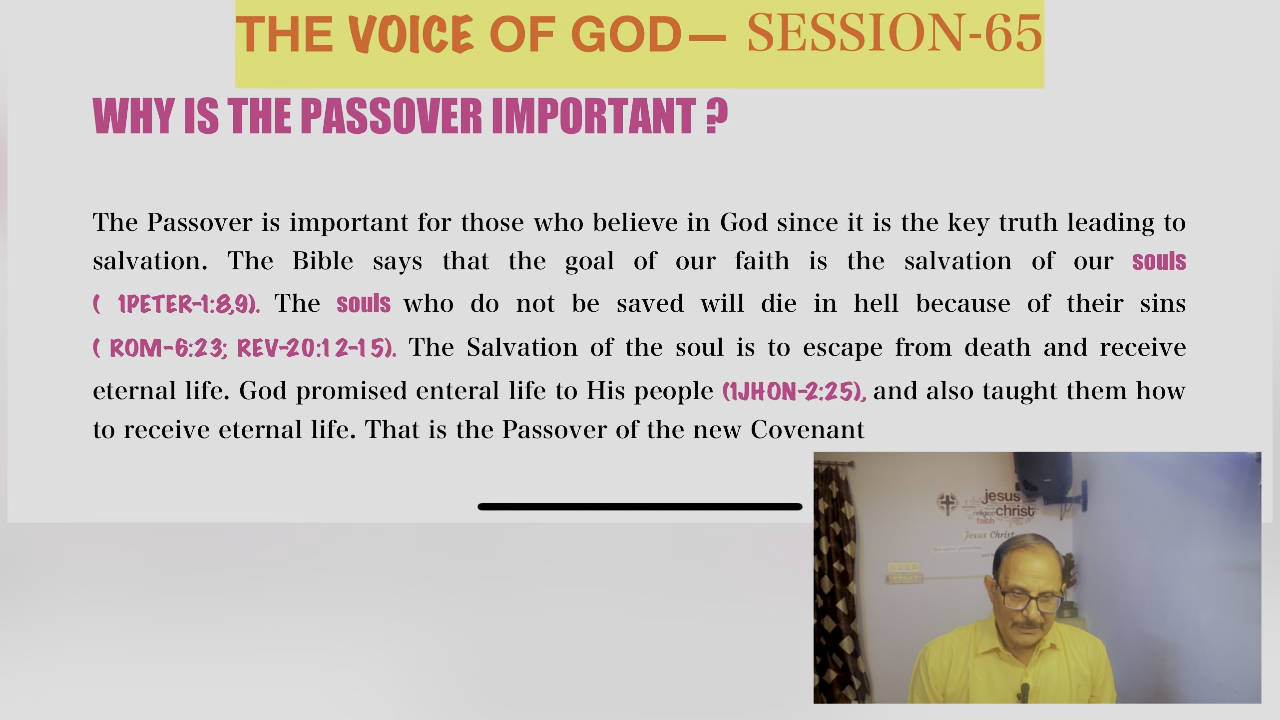 THE VOICE OF GOD— SESSION-65
WHY IS THE PASSOVER IMPORTANT ?
The Passover is important for those who believe in God since it is the key truth leading to
salvation. The Bible says that the goal of our faith is the salvation of our souls
( 1PETER-1:8,9). The souls who do not be saved will die in hell because of their sins
( ROM-6:23; REV-20:12-15). The Salvation of the soul is to escape from death and receive
eternal life. God promised enteral life to His people (1JHON-2:25), and also taught them how
to receive eternal life. That is the Passover of the new Covenant
jesus
religion christ
faith
Jesus Christ